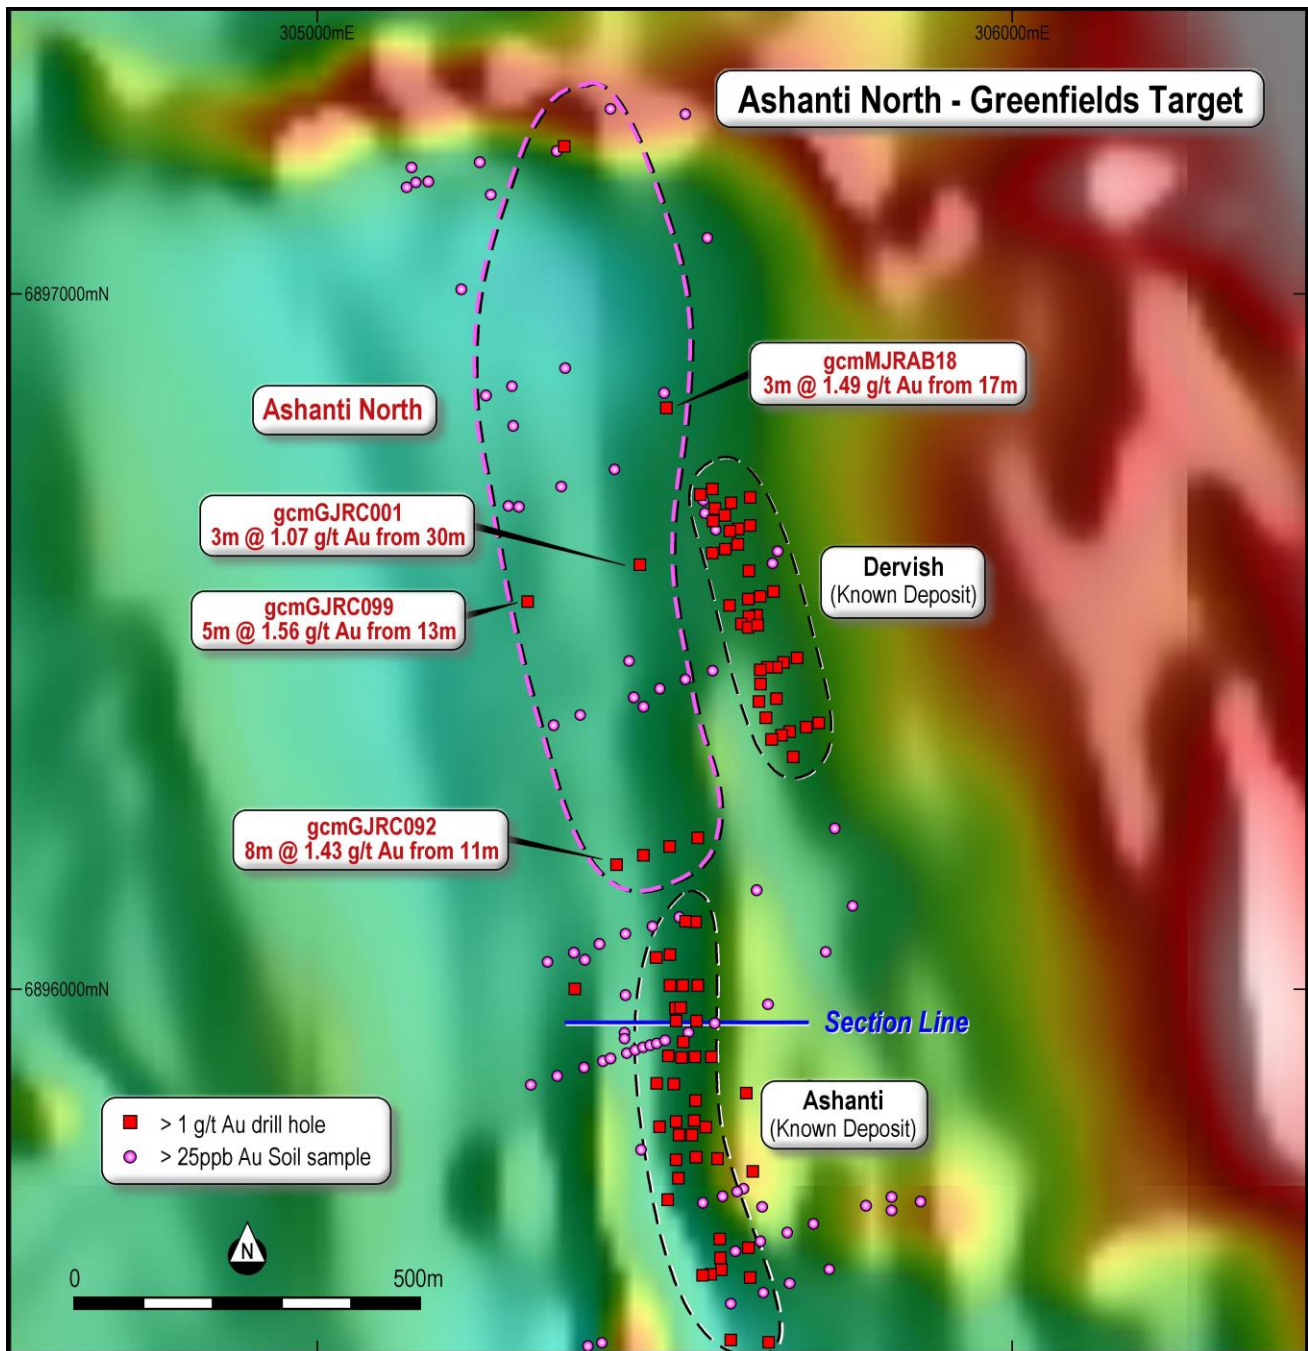 305000mE
306000mE
Ashanti North - Greenfields Target
6897000mN
gcmMJRAB18
3m @ 1.49 g/t Au from 17m
Ashanti North
gcmGJRC001
3m @ 1.07 g/t Au from 30m
Dervish
(Known Deposit)
gcmGJRC099
5m @ 1.56 g/t Au from 13m
gcmGJRC092
8m @ 1.43 g/t Au from 11m
6896000mN
Section Line
Ashanti
(Known Deposit)
> 1 g/t Au drill hole
> 25ppb Au Soil sample
N
0 500m